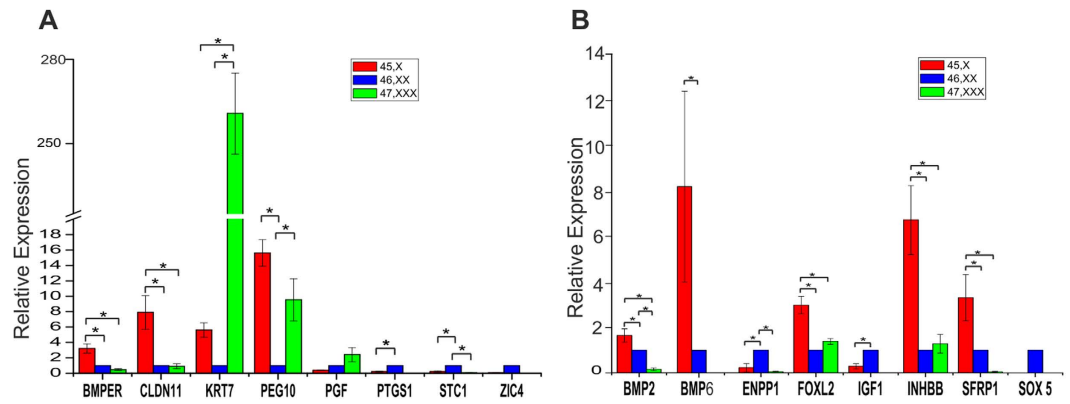 A
B
Relative Expression
280
250
18
16
14
12
10
8
6
4
2
0
45,X
46,XX
47,XXX
* * * * * * * * * * * *
BMPER CLDN11 KRT7 PEG10 PGF PTGS1 STC1 ZIC4
Relative Expression
14
12
10
8
6
4
2
0
45,X
46,XX
47,XXX
* * * * * * * * * * * * *
BMP2 BMP6 ENPP1 FOXL2 IGF1 INHBB SFRP1 SOX 5